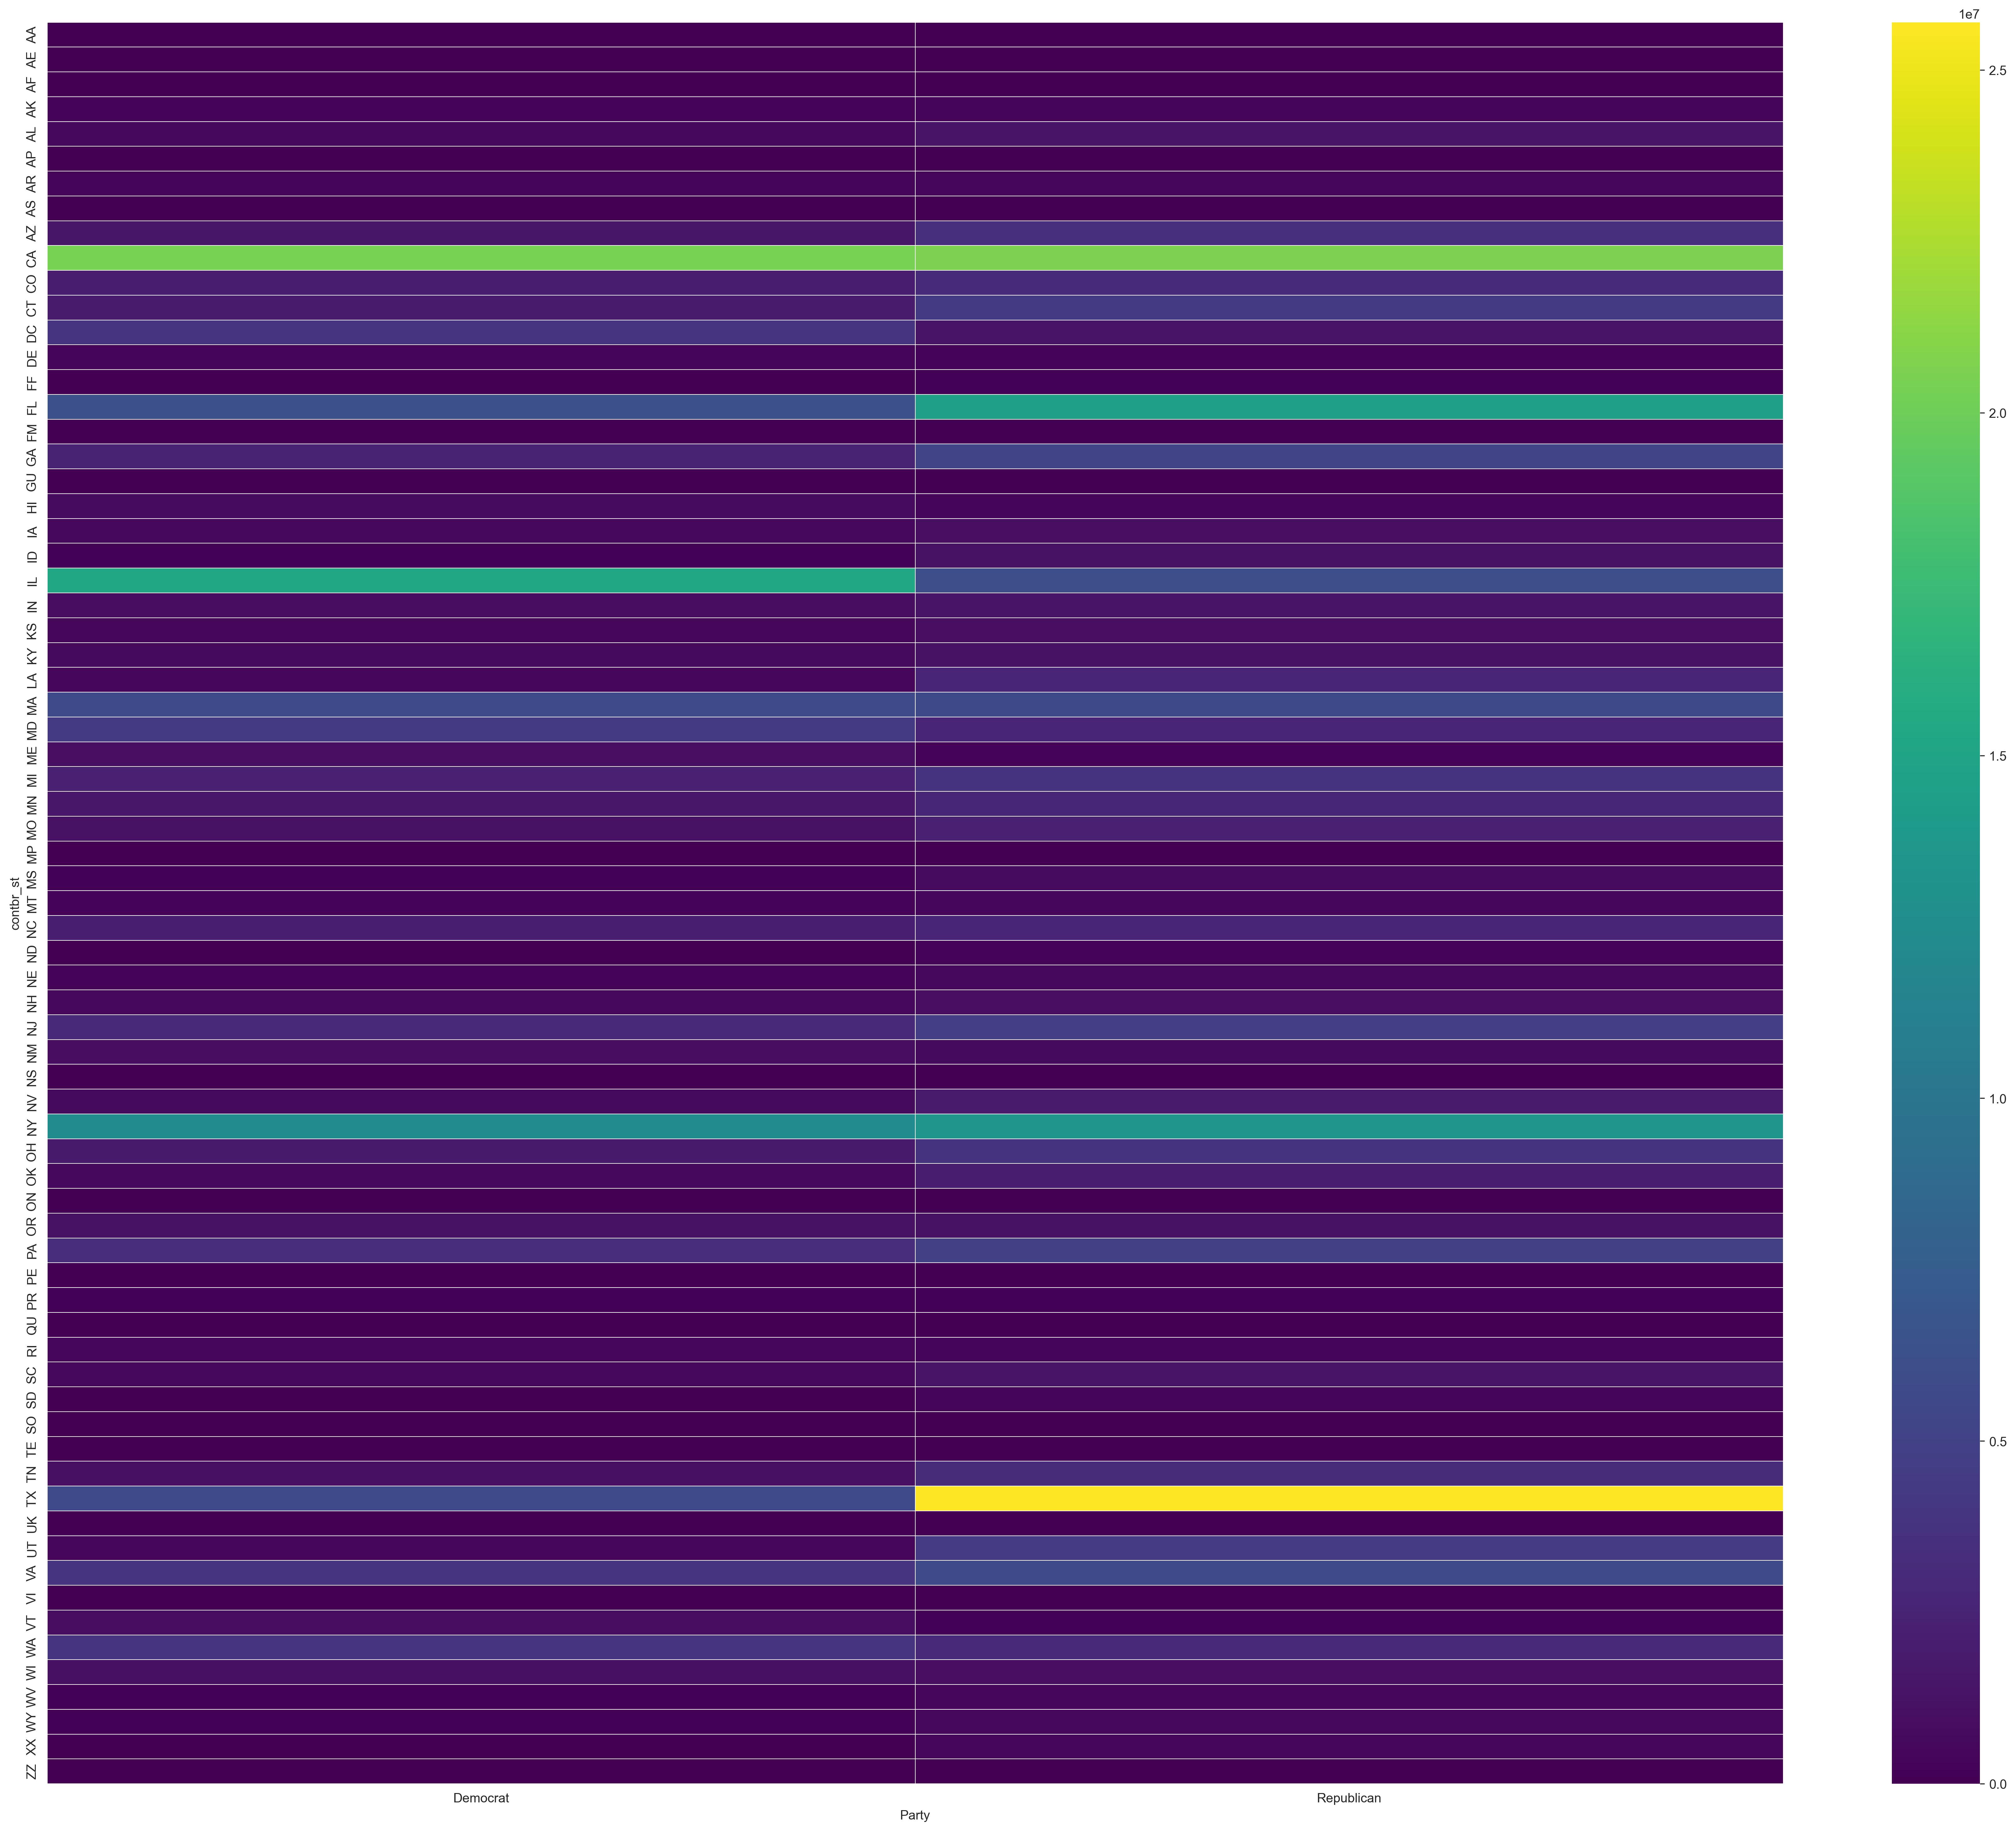 1e7
AA
AE
AF
AK
AL
AP
AR
AS
AZ
CA
CO
CT
DC
DE
FF
FL
FM
GA
GU
HI
IA
ID
IL
IN
KS
KY
LA
MA
MD
ME
MI
MN
MO
MP
MS
MT
NC
ND
NE
NH
NJ
NM
NS
NV
NY
OH
OK
ON
OR
PA
PE
PR
QU
RI
SC
SD
SO
TE
TN
TX
UK
UT
VA
VI
VT
WA
WI
WV
WY
XX
ZZ
contbr_st
Democrat
Republican
Party
2.5
2.0
1.5
1.0
0.5
0.0